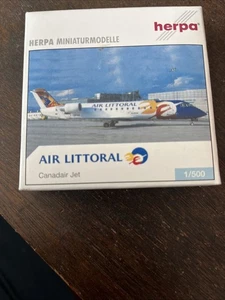 herpa
HERPA MINIATURMODELLE
AIR LITTORAL
AIR LITTORAL
Canadair Jet
1/500